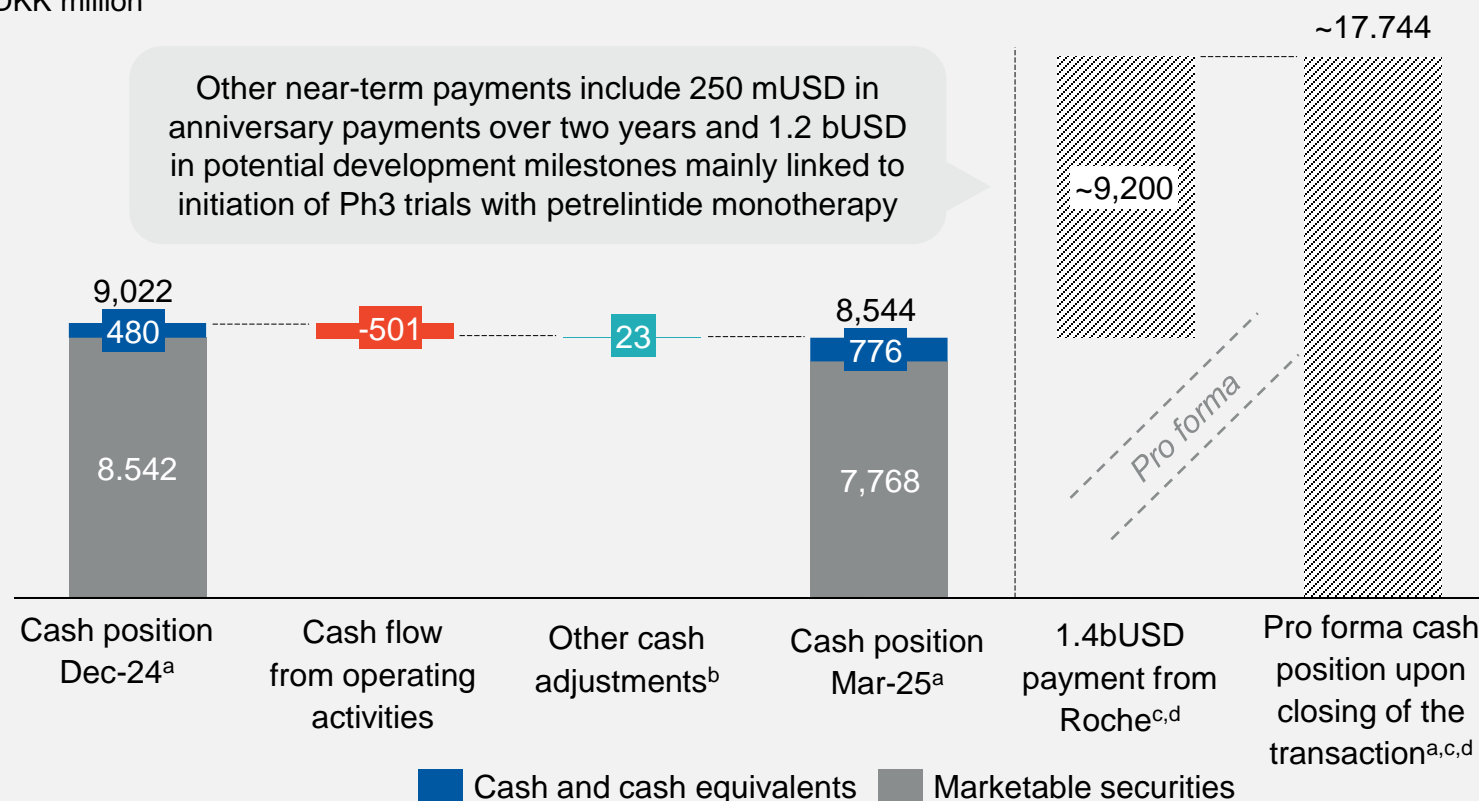 DKK million
~17.744
Other near-term payments include 250 mUSD in
anniversary payments over two years and 1.2 bUSD
in potential development milestones mainly linked to
initiation of Ph3 trials with petrelintide monotherapy
~9,200
9,022
480
-501
23
8,544
776
8.542
7,768
Pro forma
Cash position
Dec-24ᵃ
Cash flow
from operating
activities
Other cash
adjustmentsᵇ
Cash position
Mar-25ᵃ
1.4bUSD
payment from
Rocheᶜ,ᵈ
Pro forma cash
position upon
closing of the
transactionᵃ,ᶜ,ᵈ
Cash and cash equivalents
Marketable securities